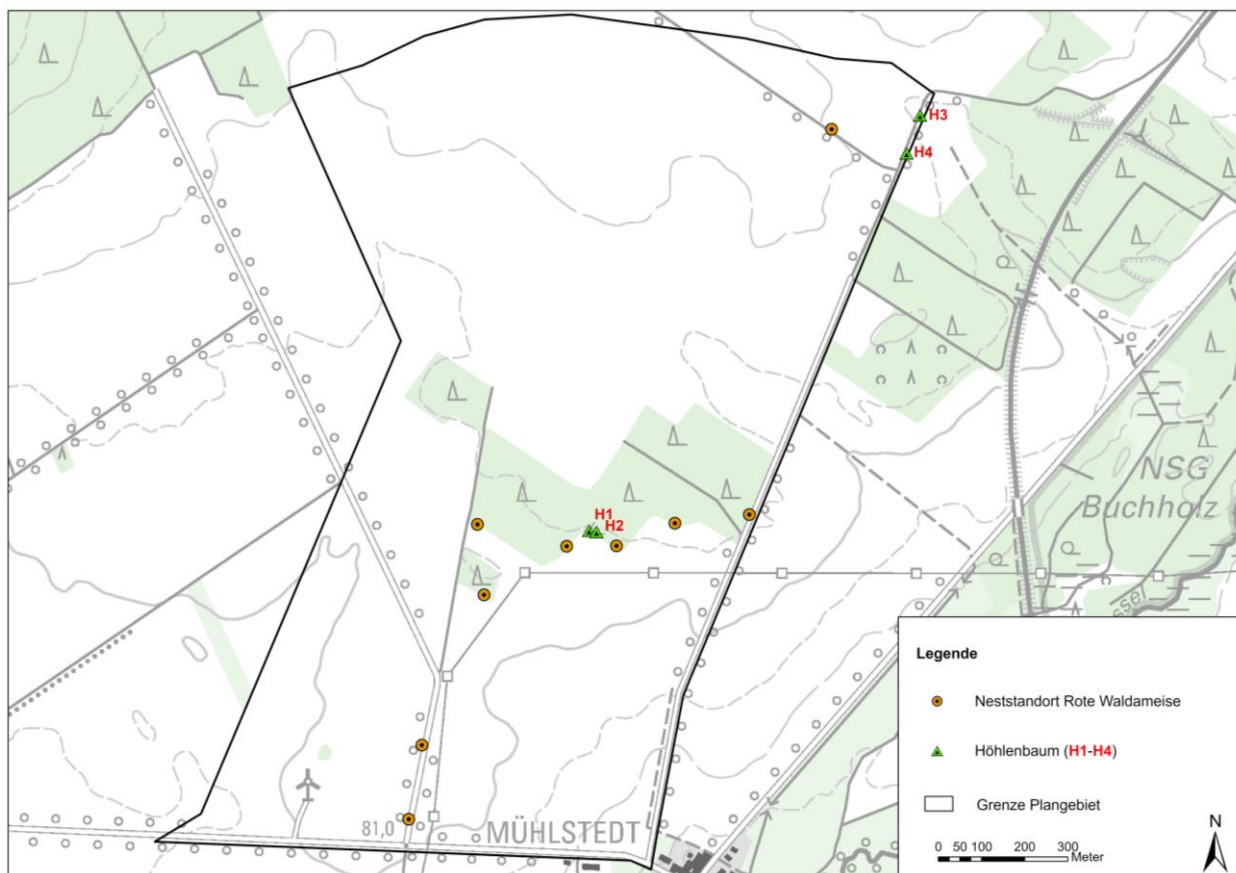 H3
H4
H1
H2
NSG
Buchholz
ssel
81,0
MÜHLSTEDT
Legende
Neststandort Rote Waldameise
Höhlenbaum (H1-H4)
Grenze Plangebiet
0 50 100 200 300 Meter
N